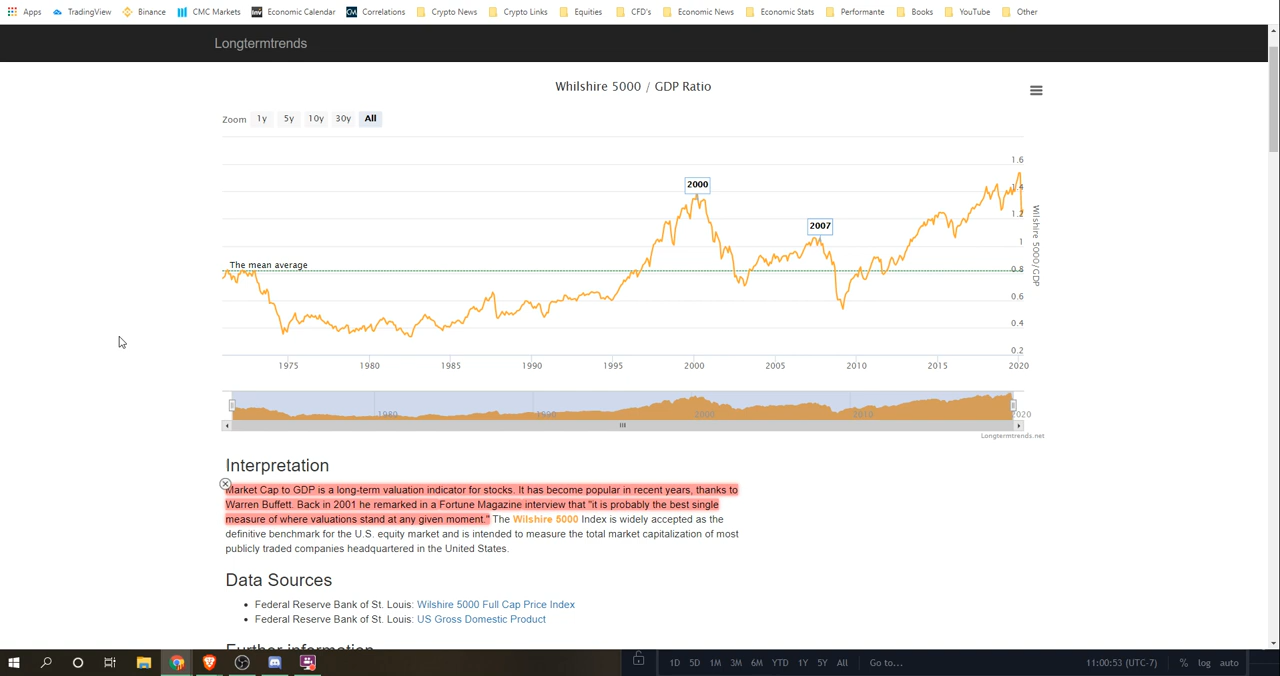 Apps TradingView Binance CMC Markets Economic Calendar Correlations Crypto News Crypto Links Equities CFD's Economic News Economic Stats Performante Books YouTube Other
Longtermtrends
Whilshire 5000 / GDP Ratio
Zoom 1y 5y 10y 30y All
1.6
2000
1.4
1.2
2007
1
The mean average
0.8
Wilshire 5000/GDP
0.6
0.4
0.2
1975 1980 1985 1990 1995 2000 2005 2010 2015 2020
1980 1990 2000 2010 2020
Longtermtrends.net
Interpretation
Market Cap to GDP is a long-term valuation indicator for stocks. It has become popular in recent years, thanks to
Warren Buffett. Back in 2001 he remarked in a Fortune Magazine interview that "it is probably the best single
measure of where valuations stand at any given moment." The Wilshire 5000 Index is widely accepted as the
definitive benchmark for the U.S. equity market and is intended to measure the total market capitalization of most
publicly traded companies headquartered in the United States.
Data Sources
Federal Reserve Bank of St. Louis: Wilshire 5000 Full Cap Price Index
Federal Reserve Bank of St. Louis: US Gross Domestic Product
Further information
1D 5D 1M 3M 6M YTD 1Y 5Y All Go to... 11:00:53 (UTC-7) % log auto